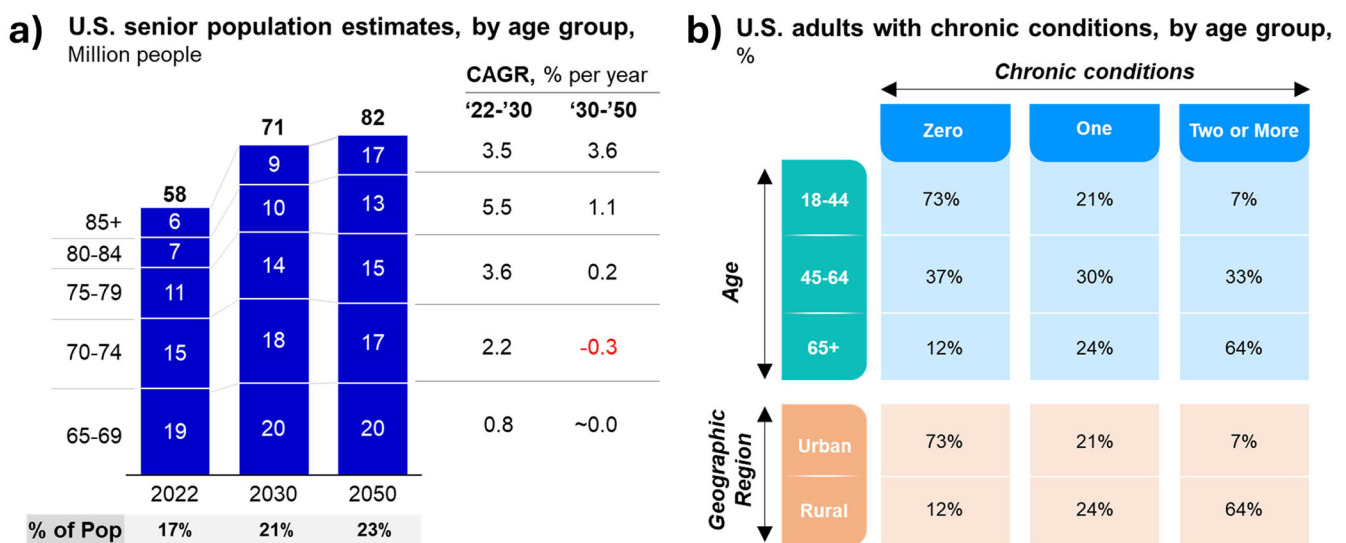 a) U.S. senior population estimates, by age group,
Million people
CAGR, % per year
‘22-’30 ‘30-’50
58 71 82
85+ 6 9 17 3.5 3.6
80-84 7 10 13 5.5 1.1
75-79 11 14 15 3.6 0.2
70-74 15 18 17 2.2 -0.3
65-69 19 20 20 0.8 ~0.0
2022 2030 2050
% of Pop 17% 21% 23%
b) U.S. adults with chronic conditions, by age group,
%
Chronic conditions
Zero One Two or More
Age
18-44 73% 21% 7%
45-64 37% 30% 33%
65+ 12% 24% 64%
Geographic
Region
Urban 73% 21% 7%
Rural 12% 24% 64%